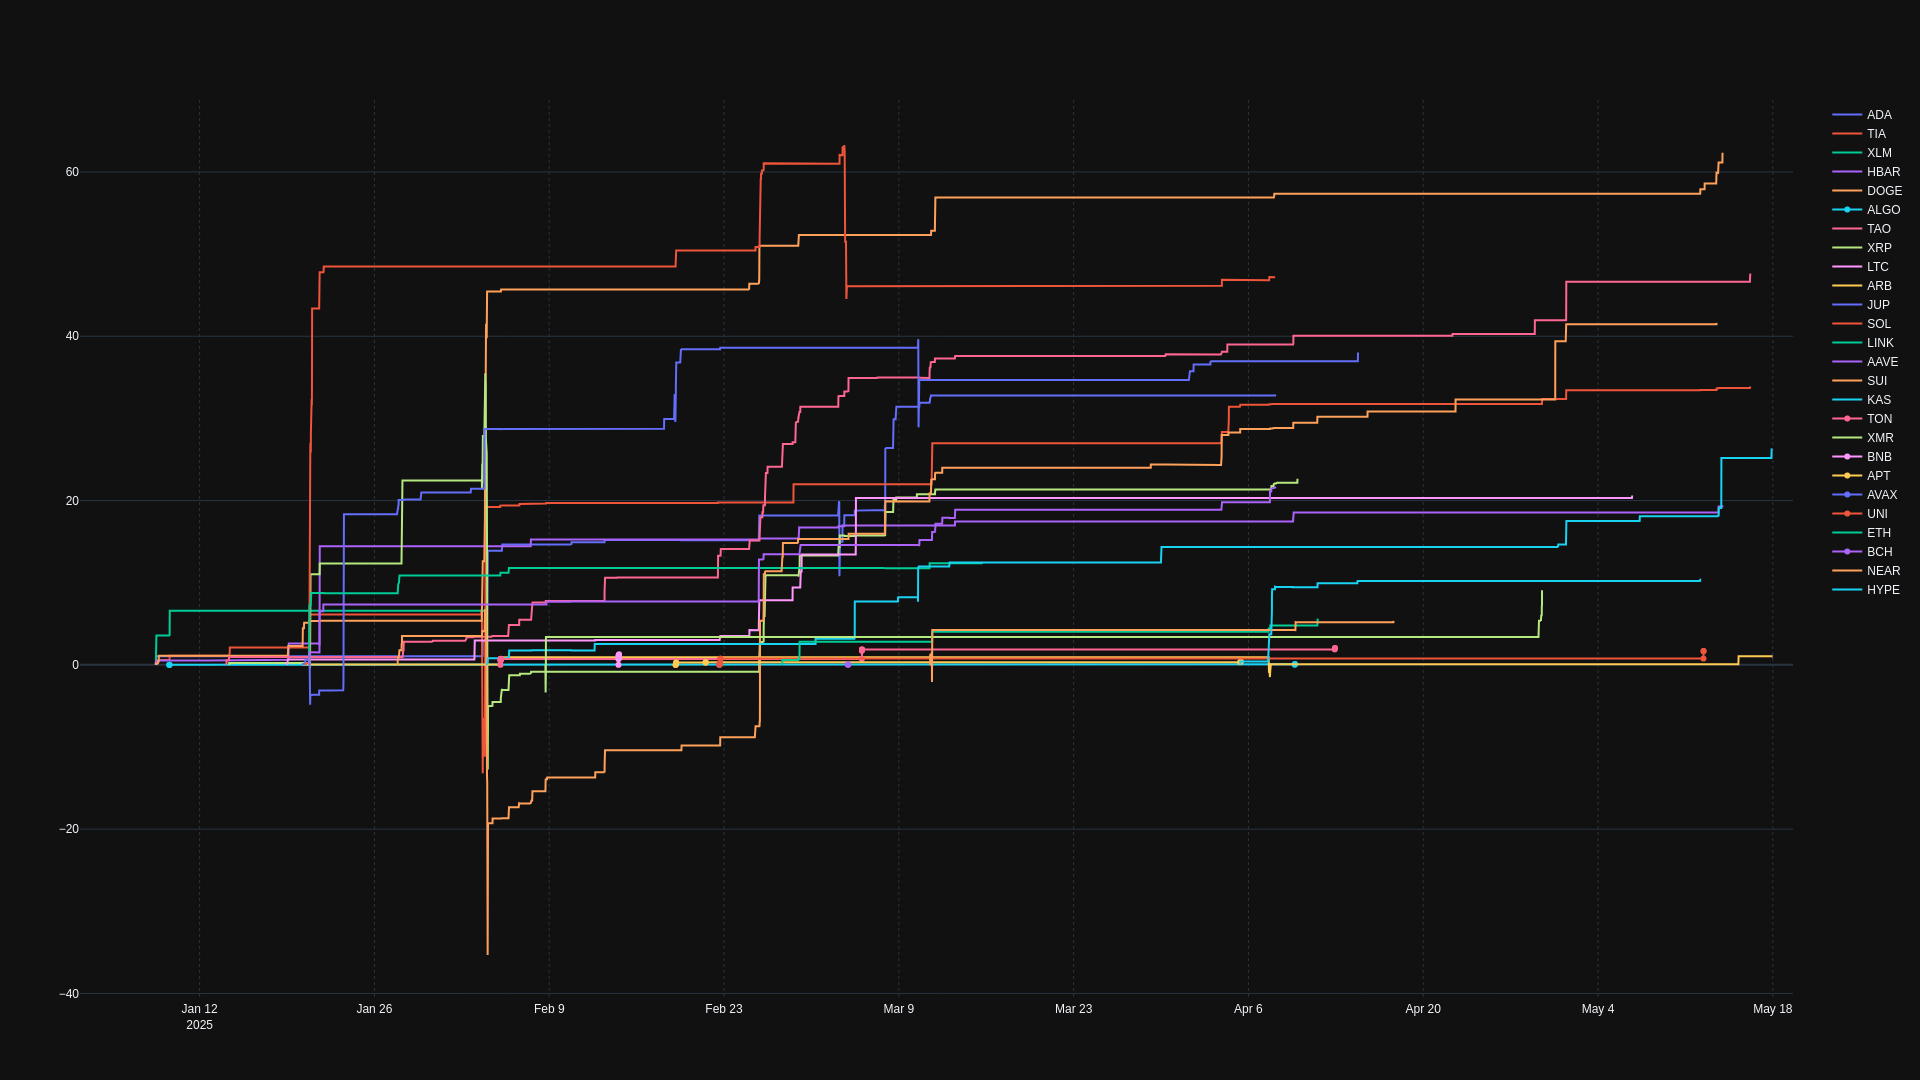 60
40
20
0
−20
−40
Jan 12
2025
Jan 26
Feb 9
Feb 23
Mar 9
Mar 23
Apr 6
Apr 20
May 4
May 18
ADA
TIA
XLM
HBAR
DOGE
ALGO
TAO
XRP
LTC
ARB
JUP
SOL
LINK
AAVE
SUI
KAS
TON
XMR
BNB
APT
AVAX
UNI
ETH
BCH
NEAR
HYPE